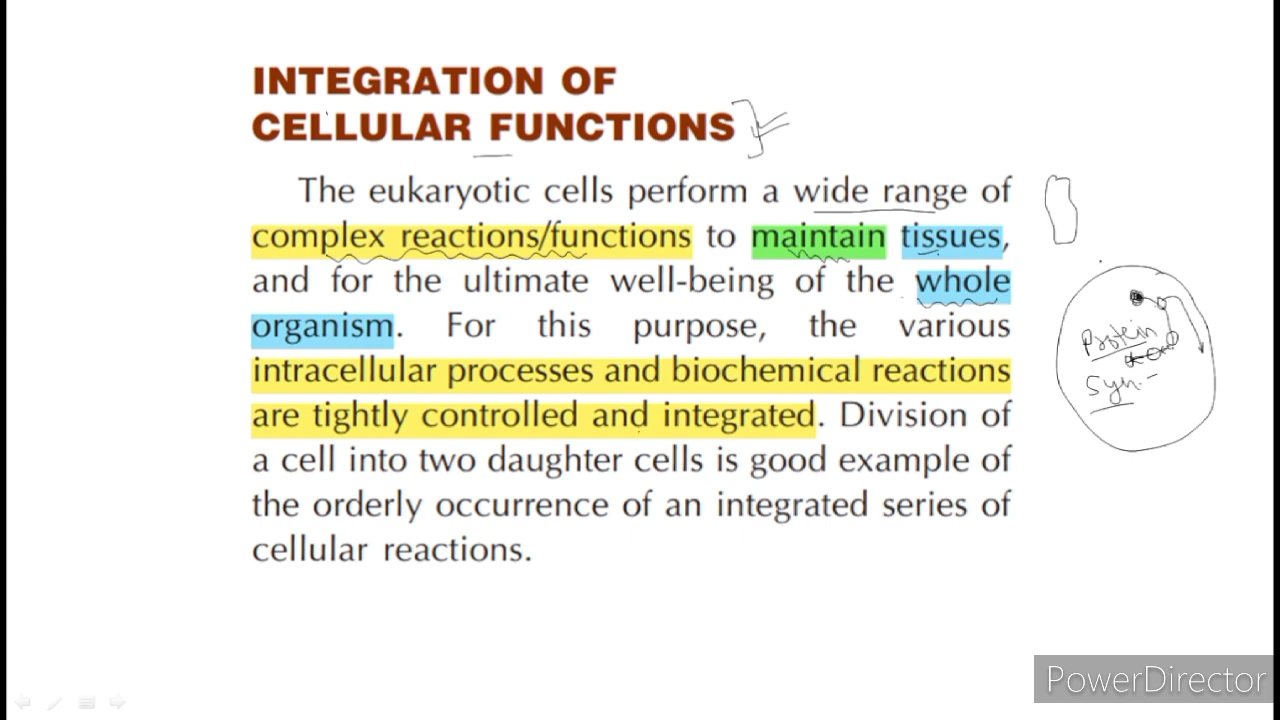 INTEGRATION OF
CELLULAR FUNCTIONS
The eukaryotic cells perform a wide range of
complex reactions/functions to maintain tissues,
and for the ultimate well-being of the whole
organism. For this purpose, the various
intracellular processes and biochemical reactions
are tightly controlled and integrated. Division of
a cell into two daughter cells is good example of
the orderly occurrence of an integrated series of
cellular reactions.
Protein
Syn.
PowerDirector